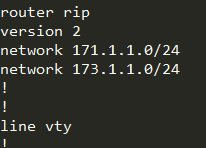 router rip
version 2
network 171.1.1.0/24
network 173.1.1.0/24
!
!
line vty
!